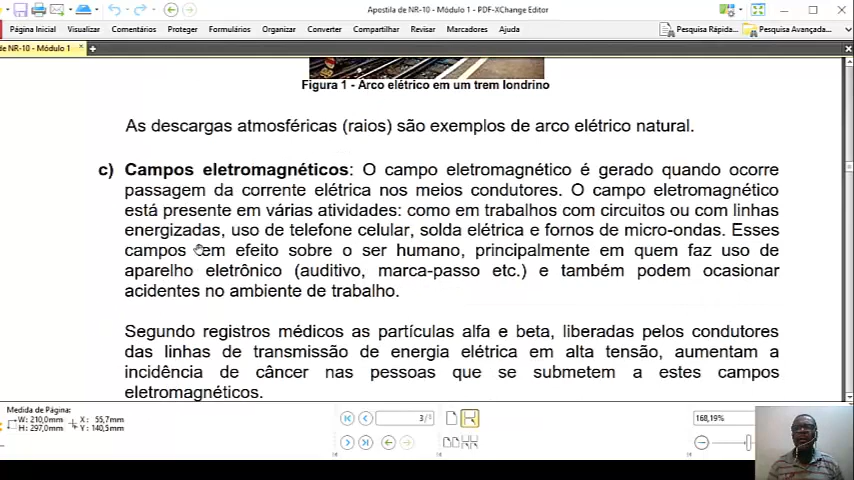 Apostila de NR-10 - Módulo 1 - PDF-XChange Editor
Página Inicial Visualizar Comentários Proteger Formulários Organizar Converter Compartilhar Revisar Marcadores Ajuda Pesquisa Rápida... Pesquisa Avançada...
de NR-10 - Módulo 1
Figura 1 - Arco elétrico em um trem londrino
As descargas atmosféricas (raios) são exemplos de arco elétrico natural.
c) Campos eletromagnéticos: O campo eletromagnético é gerado quando ocorre
passagem da corrente elétrica nos meios condutores. O campo eletromagnético
está presente em várias atividades: como em trabalhos com circuitos ou com linhas
energizadas, uso de telefone celular, solda elétrica e fornos de micro-ondas. Esses
campos tem efeito sobre o ser humano, principalmente em quem faz uso de
aparelho eletrônico (auditivo, marca-passo etc.) e também podem ocasionar
acidentes no ambiente de trabalho.
Segundo registros médicos as partículas alfa e beta, liberadas pelos condutores
das linhas de transmissão de energia elétrica em alta tensão, aumentam a
incidência de câncer nas pessoas que se submetem a estes campos
eletromagnéticos.
Medida de Página:
W: 210,0mm X: 55,7mm
H: 297,0mm Y: 140,5mm
3/
168,19%